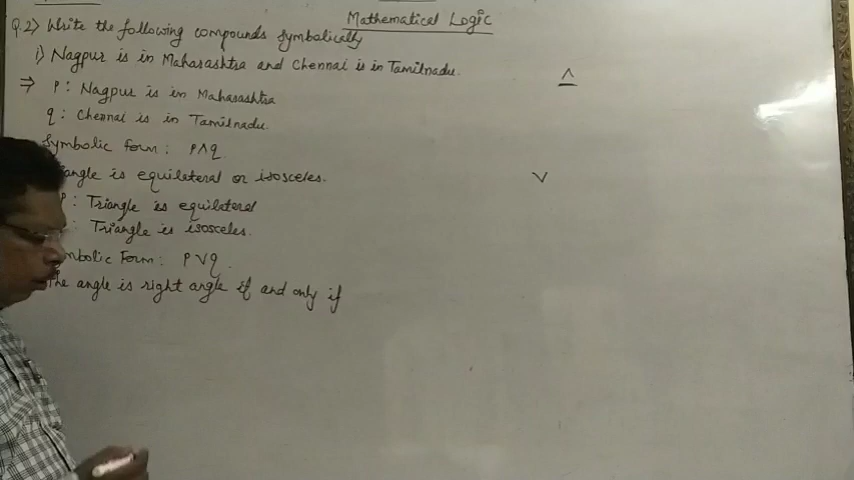 Mathematical Logic
Q.2) Write the following compounds symbolically
i) Nagpur is in Maharashtra and Chennai is in Tamilnadu.
∧
⇒ p: Nagpur is in Maharashtra
q: Chennai is in Tamilnadu.
Symbolic form: p∧q.
angle is equilateral or isosceles.
∨
p: Triangle is equilateral
: Triangle is isosceles.
mbolic Form: p∨q.
The angle is right angle if and only if